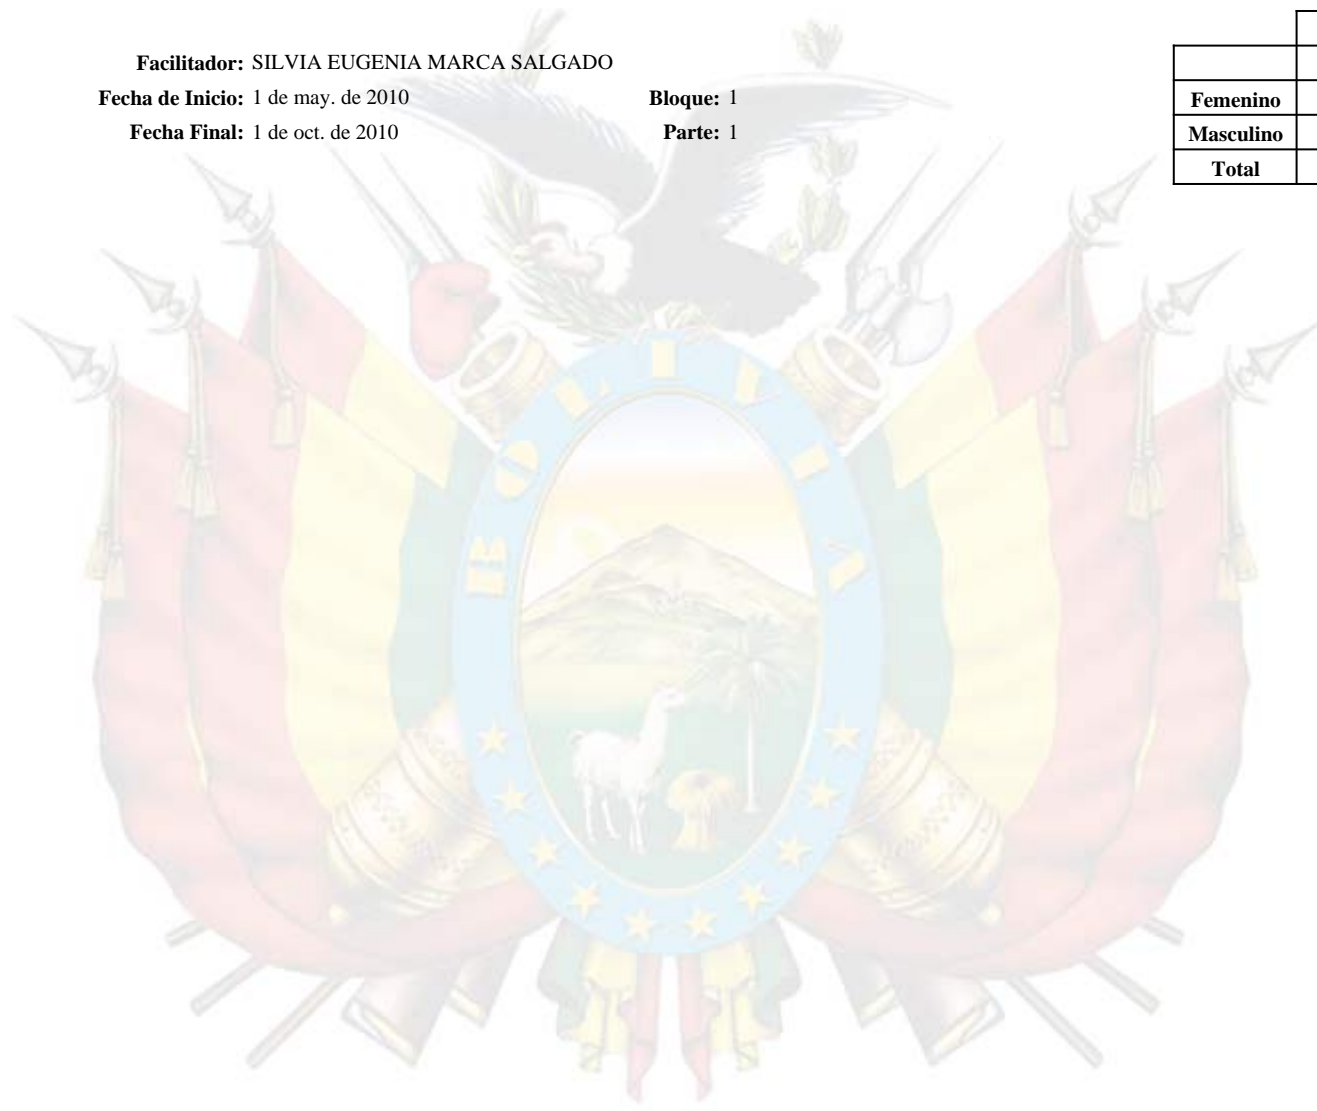 Facilitador: SILVIA EUGENIA MARCA SALGADO
Fecha de Inicio: 1 de may. de 2010 Bloque: 1
Fecha Final: 1 de oct. de 2010 Parte: 1
Femenino
Masculino
Total
BOLIVIA